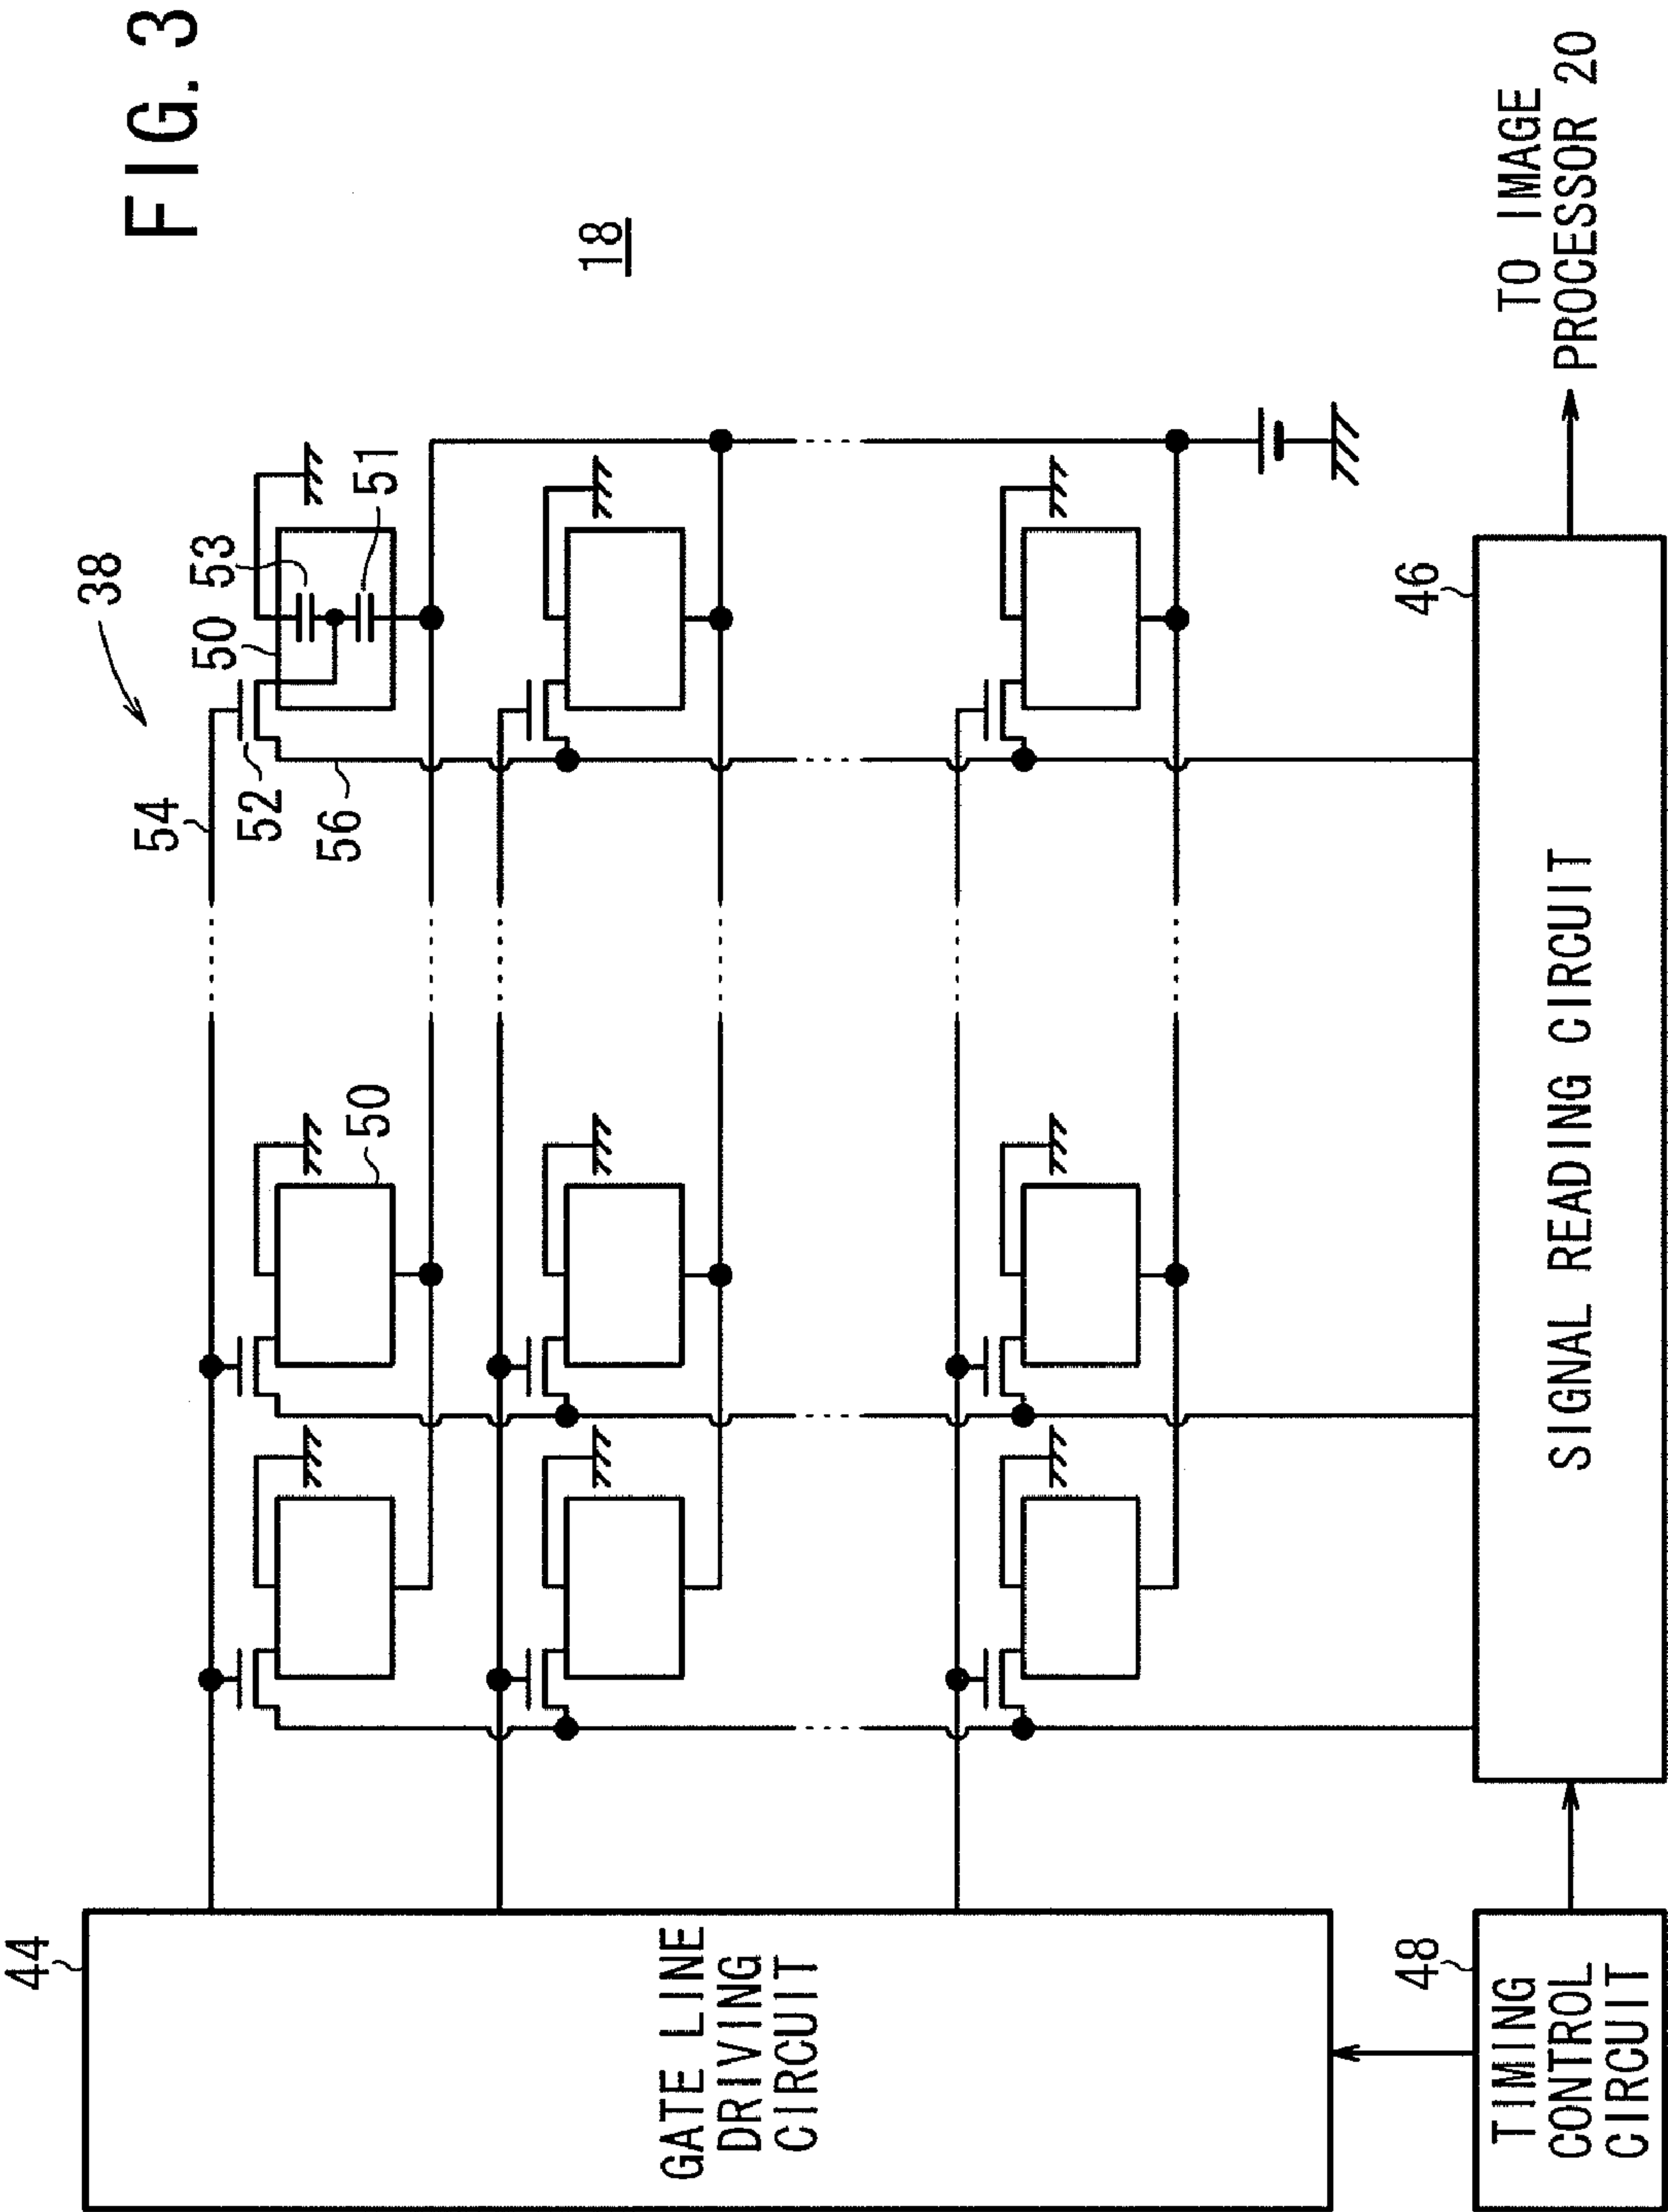 FIG. 3
18
38
54
52
50
53
51
56
50
44
GATE LINE
DRIVING
CIRCUIT
48
TIMING
CONTROL
CIRCUIT
46
SIGNAL READING CIRCUIT
TO IMAGE
PROCESSOR 20